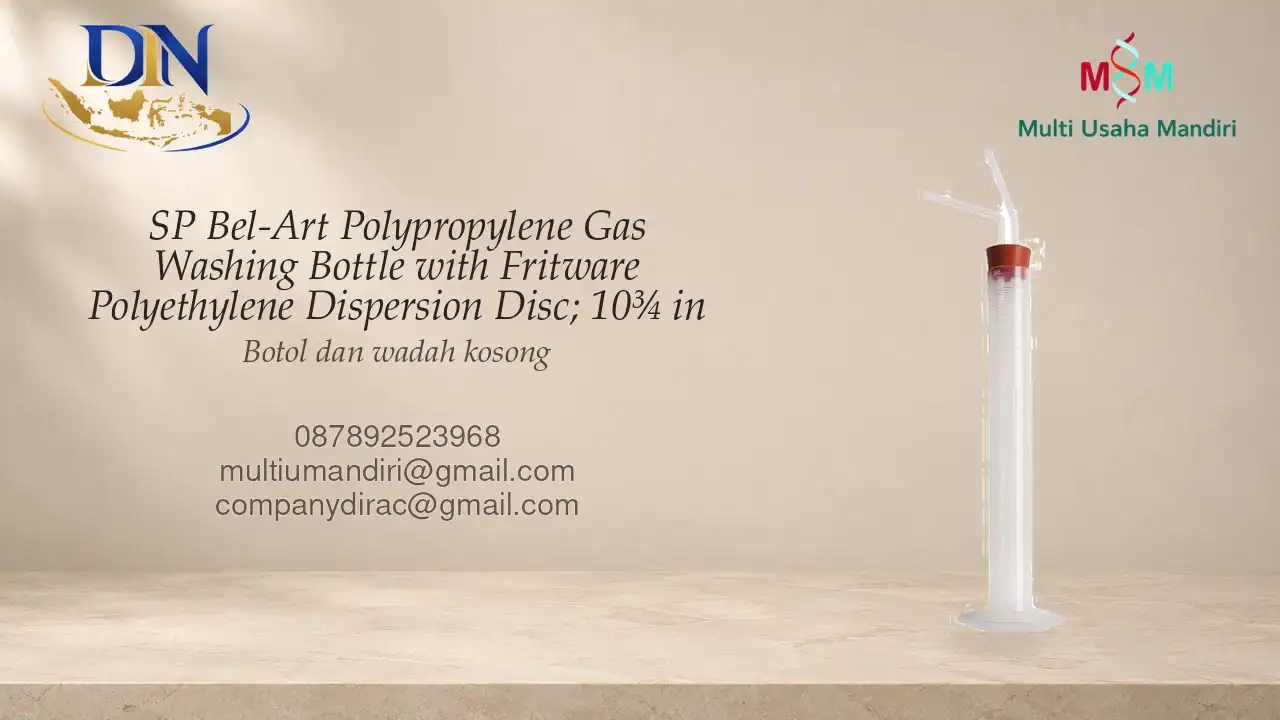 DIN
M M
Multi Usaha Mandiri
SP Bel-Art Polypropylene Gas
Washing Bottle with Fritware
Polyethylene Dispersion Disc; 10¾ in
Botol dan wadah kosong
087892523968
multiumandiri@gmail.com
companydirac@gmail.com